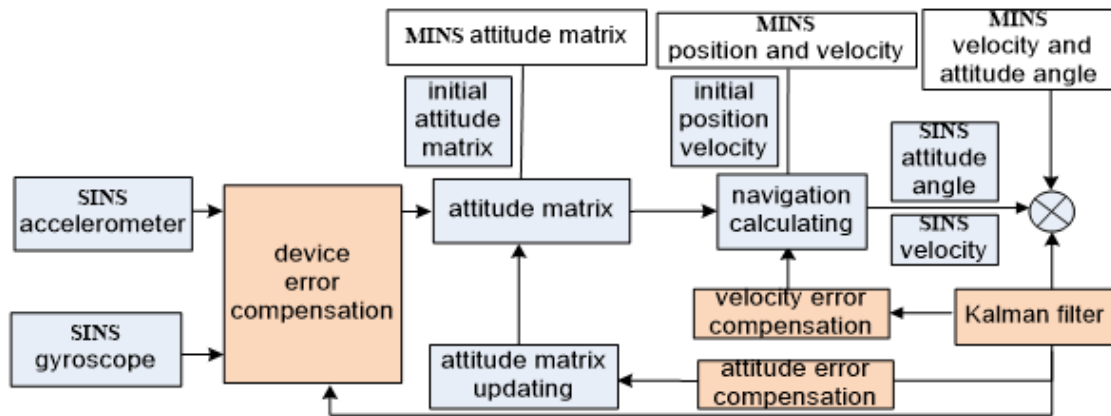 MINS attitude matrix
MINS
position and velocity
MINS
velocity and
attitude angle
initial
attitude
matrix
initial
position
velocity
SINS
attitude
angle
SINS
accelerometer
device
error
compensation
attitude matrix
navigation
calculating
SINS
velocity
SINS
gyroscope
attitude matrix
updating
velocity error
compensation
Kalman filter
attitude error
compensation